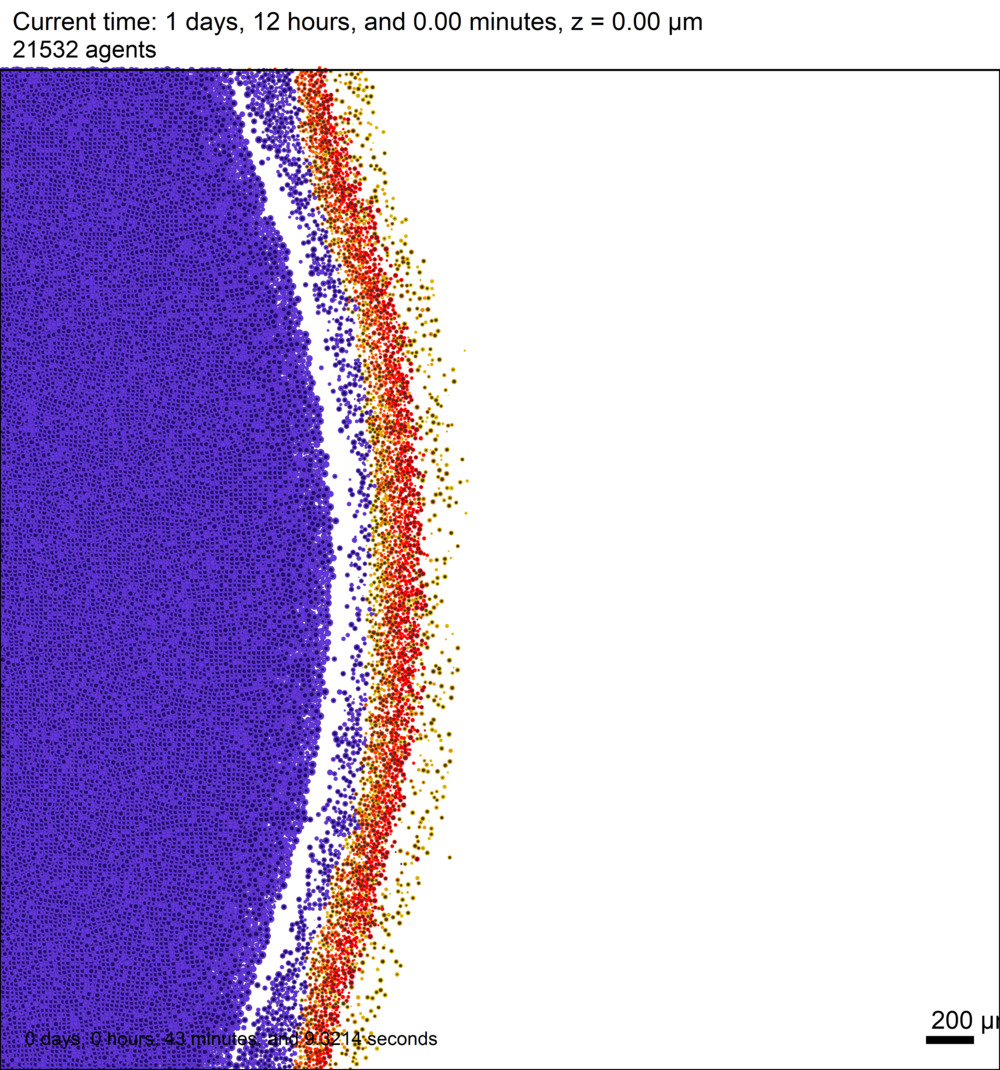 Current time: 1 days, 12 hours, and 0.00 minutes, z = 0.00 μm
21532 agents
200 μ
0 days, 0 hours, 43 minutes, and 9.3214 seconds